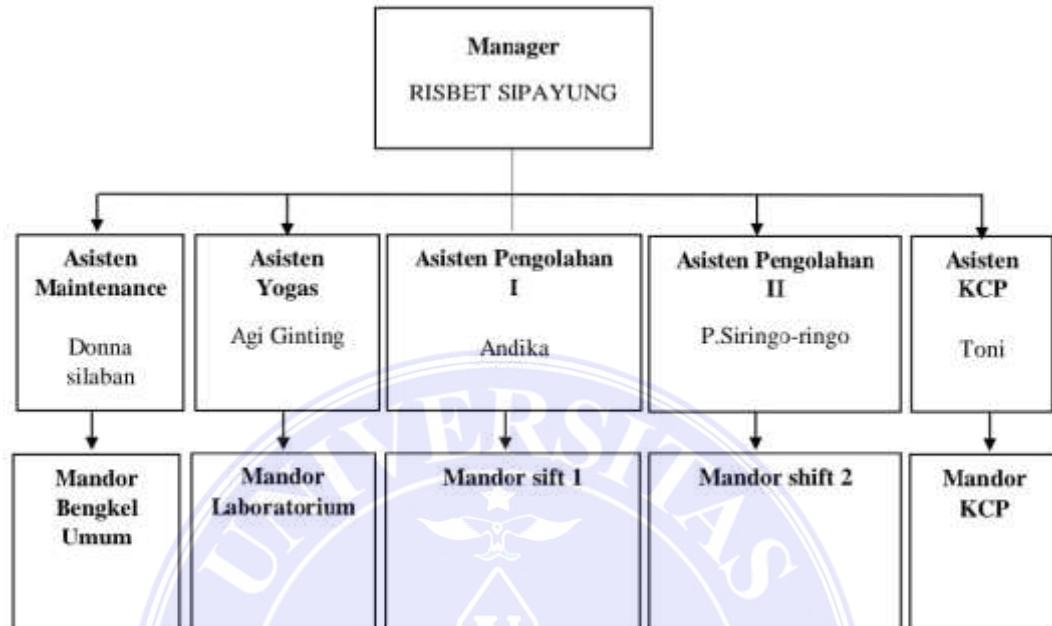 Manager
RISBET SIPAYUNG
Asisten
Maintenance
Donna
silaban
Asisten
Yogas
Agi Ginting
Asisten Pengolahan
I
Andika
Asisten Pengolahan
II
P.Siringo-ringo
Asisten
KCP
Toni
Mandor
Bengkel
Umum
Mandor
Laboratorium
Mandor sift 1
Mandor shift 2
Mandor
KCP
UNIVERSITAS